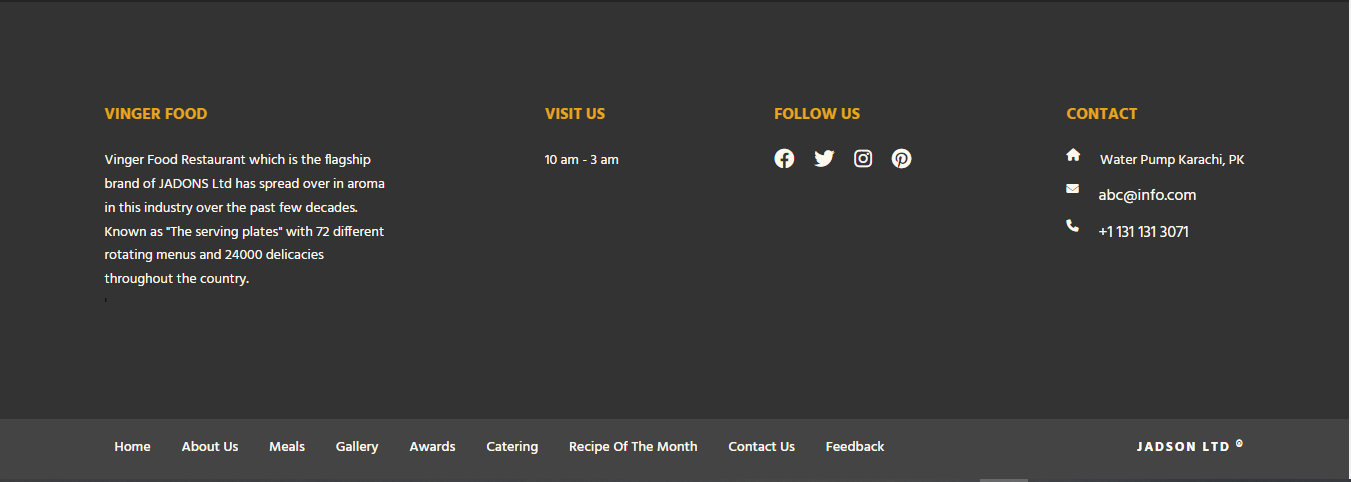 VINGER FOOD
Vinger Food Restaurant which is the flagship
brand of JADONS Ltd has spread over in aroma
in this industry over the past few decades.
Known as "The serving plates" with 72 different
rotating menus and 24000 delicacies
throughout the country.
'
VISIT US
10 am - 3 am
FOLLOW US
CONTACT
Water Pump Karachi, PK
abc@info.com
+1 131 131 3071
Home About Us Meals Gallery Awards Catering Recipe Of The Month Contact Us Feedback
JADSON LTD ®